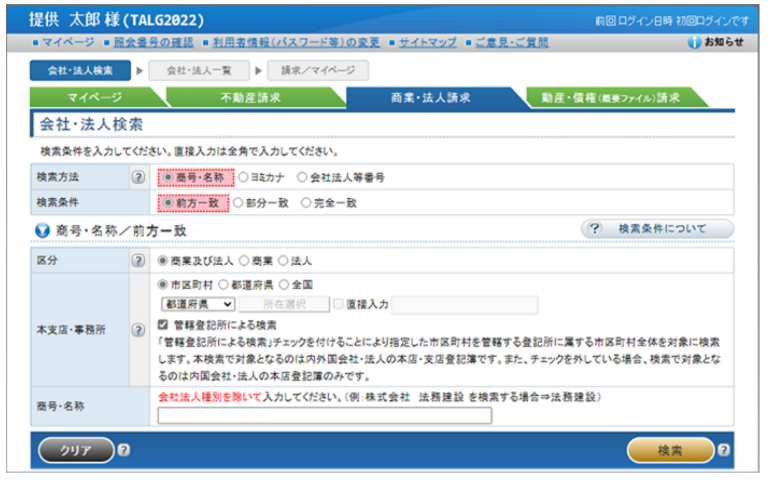 提供 太郎 様 (TALG2022) 前回 ログイン日時 初回ログインです
マイページ 照会番号の確認 利用者情報(パスワード等)の変更 サイトマップ ご意見・ご質問 お知らせ
会社・法人検索 会社・法人一覧 請求／マイページ
マイページ 不動産請求 商業・法人請求 動産・債権(概要ファイル)請求
会社・法人検索
検索条件を入力してください。直接入力は全角で入力してください。
検索方法 ? 商号・名称 ヨミカナ 会社法人等番号
検索条件 前方一致 部分一致 完全一致
商号・名称／前方一致 ? 検索条件について
区分 ? 商業及び法人 商業 法人
市区町村 都道府県 全国
都道府県 所在選択 直接入力
本支店・事務所 ? 管轄登記所による検索
「管轄登記所による検索」チェックを付けることにより指定した市区町村を管轄する登記所に属する市区町村全体を対象に検索
します。本検索で対象となるのは内外国会社・法人の本店・支店登記簿です。また、チェックを外している場合、検索で対象とな
るのは内国会社・法人の本店登記簿のみです。
商号・名称 会社法人種別を除いて入力してください。(例:株式会社 法務建設 を検索する場合⇒法務建設)
クリア ? 検索 ?